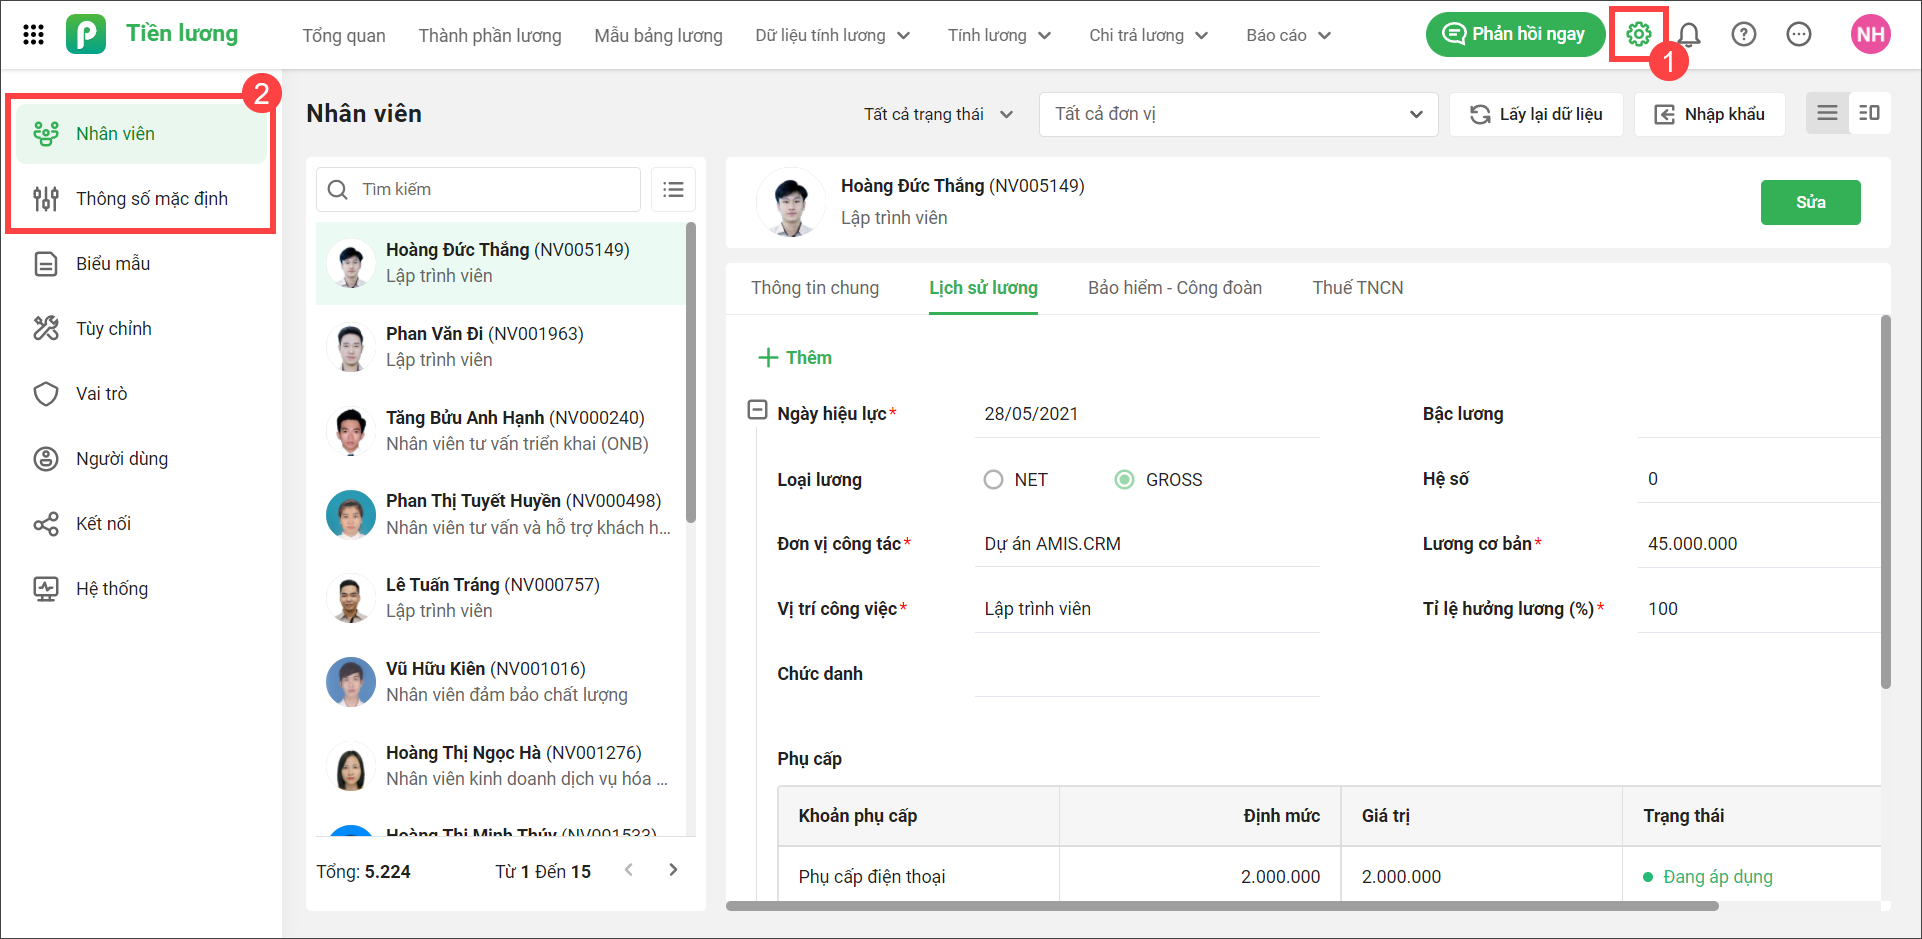 Tiền lương
Tổng quan
Thành phần lương
Mẫu bảng lương
Dữ liệu tính lương
Tính lương
Chi trả lương
Báo cáo
Phản hồi ngay
1
NH
2
Nhân viên
Thông số mặc định
Biểu mẫu
Tùy chỉnh
Vai trò
Người dùng
Kết nối
Hệ thống
Nhân viên
Tất cả trạng thái
Tất cả đơn vị
Lấy lại dữ liệu
Nhập khẩu
Tìm kiếm
Hoàng Đức Thắng (NV005149)
Lập trình viên
Phan Văn Đi (NV001963)
Lập trình viên
Tăng Bửu Anh Hạnh (NV000240)
Nhân viên tư vấn triển khai (ONB)
Phan Thị Tuyết Huyền (NV000498)
Nhân viên tư vấn và hỗ trợ khách h...
Lê Tuấn Tráng (NV000757)
Lập trình viên
Vũ Hữu Kiên (NV001016)
Nhân viên đảm bảo chất lượng
Hoàng Thị Ngọc Hà (NV001276)
Nhân viên kinh doanh dịch vụ hóa ...
Hoàng Thị Minh Thúy (NV001533)
Tổng: 5.224
Từ 1 Đến 15
Hoàng Đức Thắng (NV005149)
Lập trình viên
Sửa
Thông tin chung
Lịch sử lương
Bảo hiểm - Công đoàn
Thuế TNCN
Thêm
Ngày hiệu lực* 28/05/2021
Bậc lương
Loại lương NET GROSS
Hệ số 0
Đơn vị công tác* Dự án AMIS.CRM
Lương cơ bản* 45.000.000
Vị trí công việc* Lập trình viên
Tỉ lệ hưởng lương (%)* 100
Chức danh
Phụ cấp
Khoản phụ cấp Định mức Giá trị Trạng thái
Phụ cấp điện thoại 2.000.000 2.000.000 Đang áp dụng